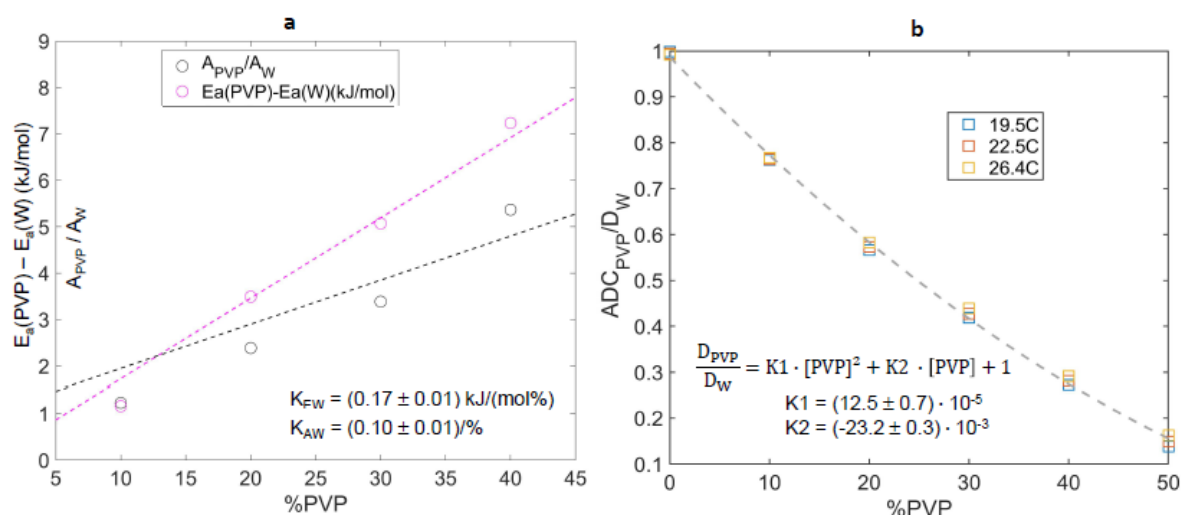 a
9
8
7
6
5
4
3
2
1
0
5 10 15 20 25 30 35 40 45
%PVP
Eₐ(PVP) – Eₐ(W) (kJ/mol)
A_PVP / A_W
A_PVP/A_W
Ea(PVP)-Ea(W)(kJ/mol)
K_EW = (0.17 ± 0.01) kJ/(mol%)
K_AW = (0.10 ± 0.01)/%
b
1
0.9
0.8
0.7
0.6
0.5
0.4
0.3
0.2
0.1
0 10 20 30 40 50
%PVP
ADC_PVP/D_W
19.5C
22.5C
26.4C
D_PVP/D_W = K1 · [PVP]² + K2 · [PVP] + 1
K1 = (12.5 ± 0.7) · 10⁻⁵
K2 = (-23.2 ± 0.3) · 10⁻³